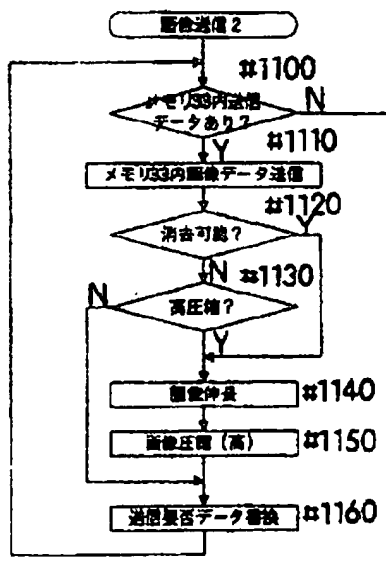 画像送信2
#1100
メモリ33内送信
データあり?
N
#1110
Y
メモリ33内画像データ送信
#1120
消去可能?
Y
N
#1130
N
高圧縮?
Y
画像伸長
#1140
画像圧縮(高)
#1150
送信要否データ書換
#1160